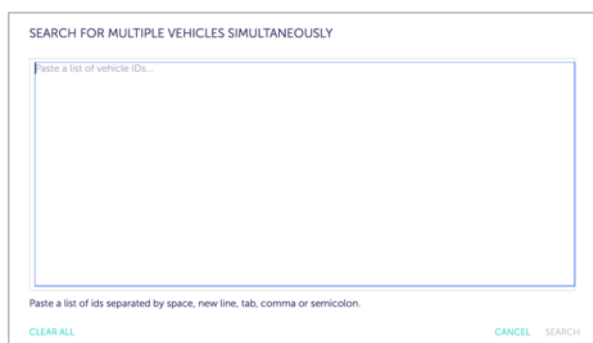 SEARCH FOR MULTIPLE VEHICLES SIMULTANEOUSLY
Paste a list of vehicle IDs...
Paste a list of ids separated by space, new line, tab, comma or semicolon.
CLEAR ALL CANCEL SEARCH